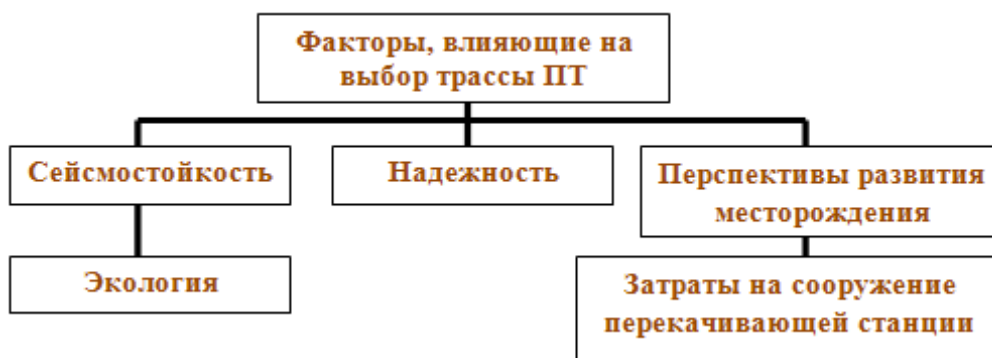 Факторы, влияющие на
выбор трассы ПТ
Сейсмостойкость
Надежность
Перспективы развития
месторождения
Экология
Затраты на сооружение
перекачивающей станции